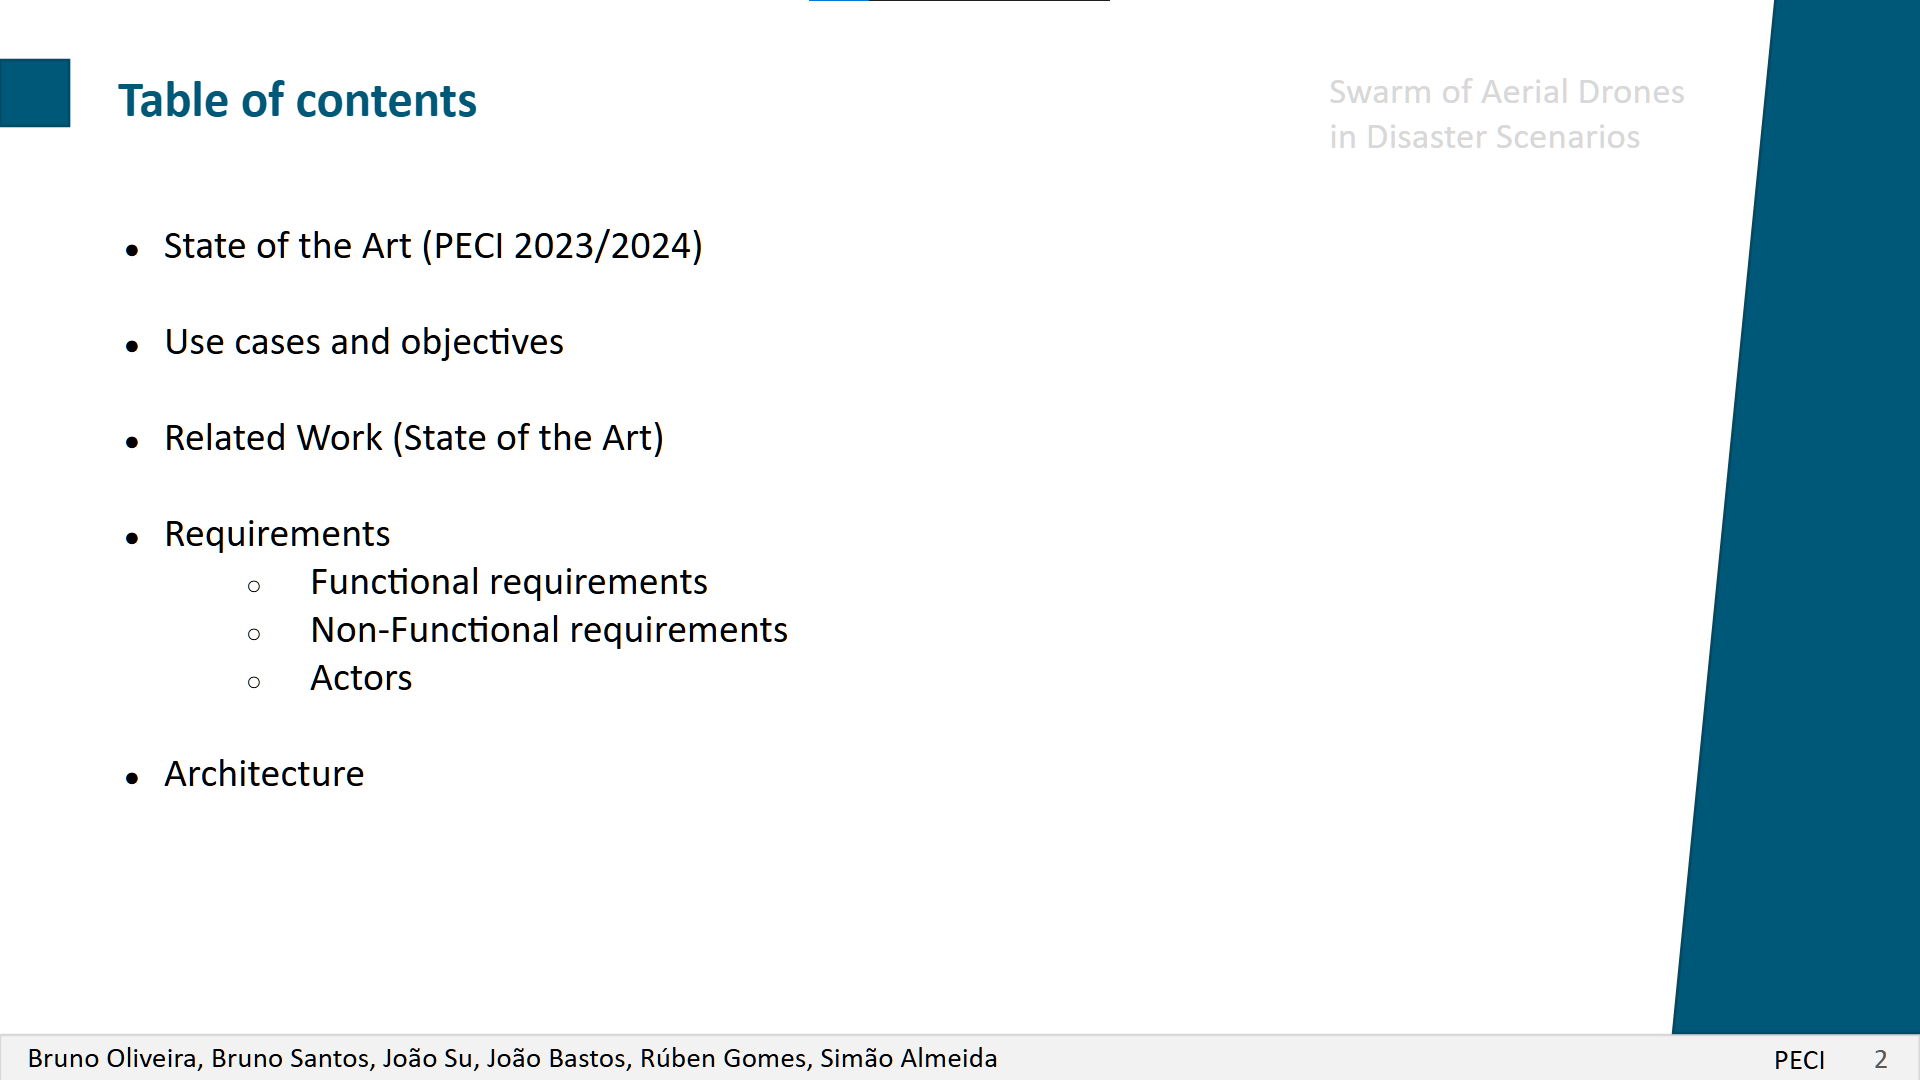 Table of contents
Swarm of Aerial Drones
in Disaster Scenarios
• State of the Art (PECI 2023/2024)
• Use cases and objectives
• Related Work (State of the Art)
• Requirements
○ Functional requirements
○ Non-Functional requirements
○ Actors
• Architecture
Bruno Oliveira, Bruno Santos, João Su, João Bastos, Rúben Gomes, Simão Almeida
PECI 2